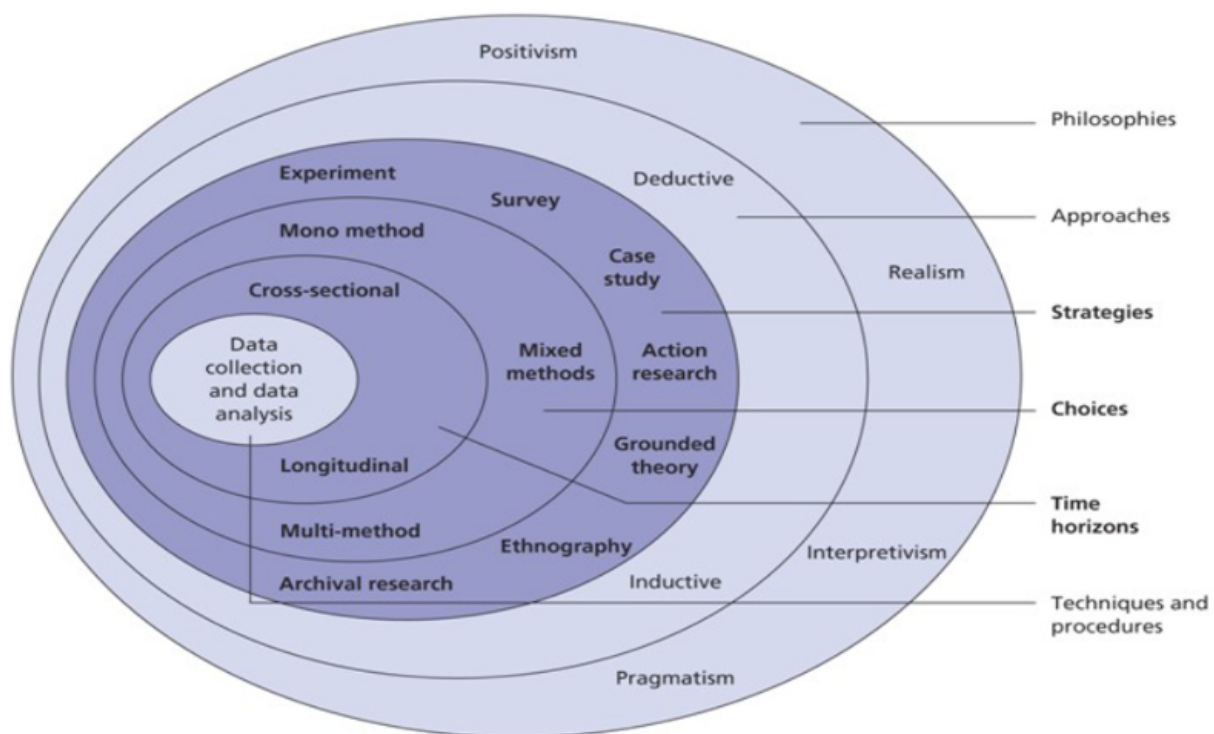 Positivism
Philosophies
Experiment
Deductive
Survey
Approaches
Mono method
Case
study
Realism
Cross-sectional
Strategies
Data
collection
and data
analysis
Mixed
methods
Action
research
Choices
Grounded
theory
Longitudinal
Time
horizons
Multi-method
Ethnography
Interpretivism
Archival research
Inductive
Techniques and
procedures
Pragmatism